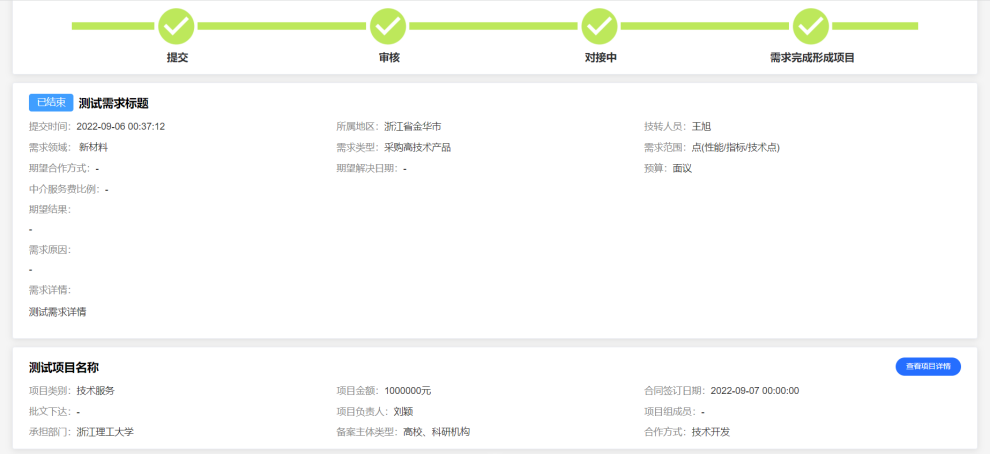 提交 审核 对接中 需求完成形成项目
已结束 测试需求标题
提交时间：2022-09-06 00:37:12 所属地区：浙江省金华市 技转人员：王旭
需求领域：新材料 需求类型：采购高技术产品 需求范围：点(性能/指标/技术点)
期望合作方式：- 期望解决日期：- 预算：面议
中介服务费比例：-
期望结果：
-
需求原因：
-
需求详情：
测试需求详情
测试项目名称 查看项目详情
项目类别：技术服务 项目金额：1000000元 合同签订日期：2022-09-07 00:00:00
批文下达：- 项目负责人：刘颖 项目组成员：-
承担部门：浙江理工大学 备案主体类型：高校、科研机构 合作方式：技术开发